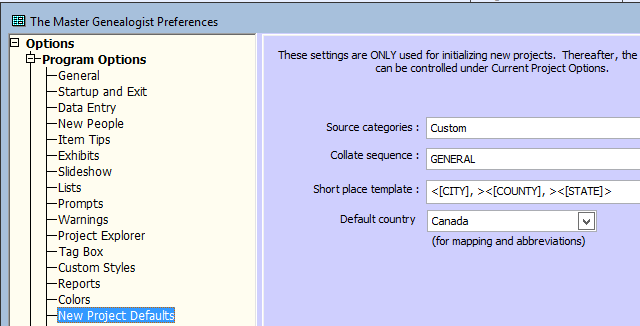 The Master Genealogist Preferences
Options
Program Options
General
Startup and Exit
Data Entry
New People
Item Tips
Exhibits
Slideshow
Lists
Prompts
Warnings
Project Explorer
Tag Box
Custom Styles
Reports
Colors
New Project Defaults
These settings are ONLY used for initializing new projects. Thereafter, the
can be controlled under Current Project Options.
Source categories : Custom
Collate sequence : GENERAL
Short place template : <[CITY], ><[COUNTY], ><[STATE]>
Default country Canada
(for mapping and abbreviations)